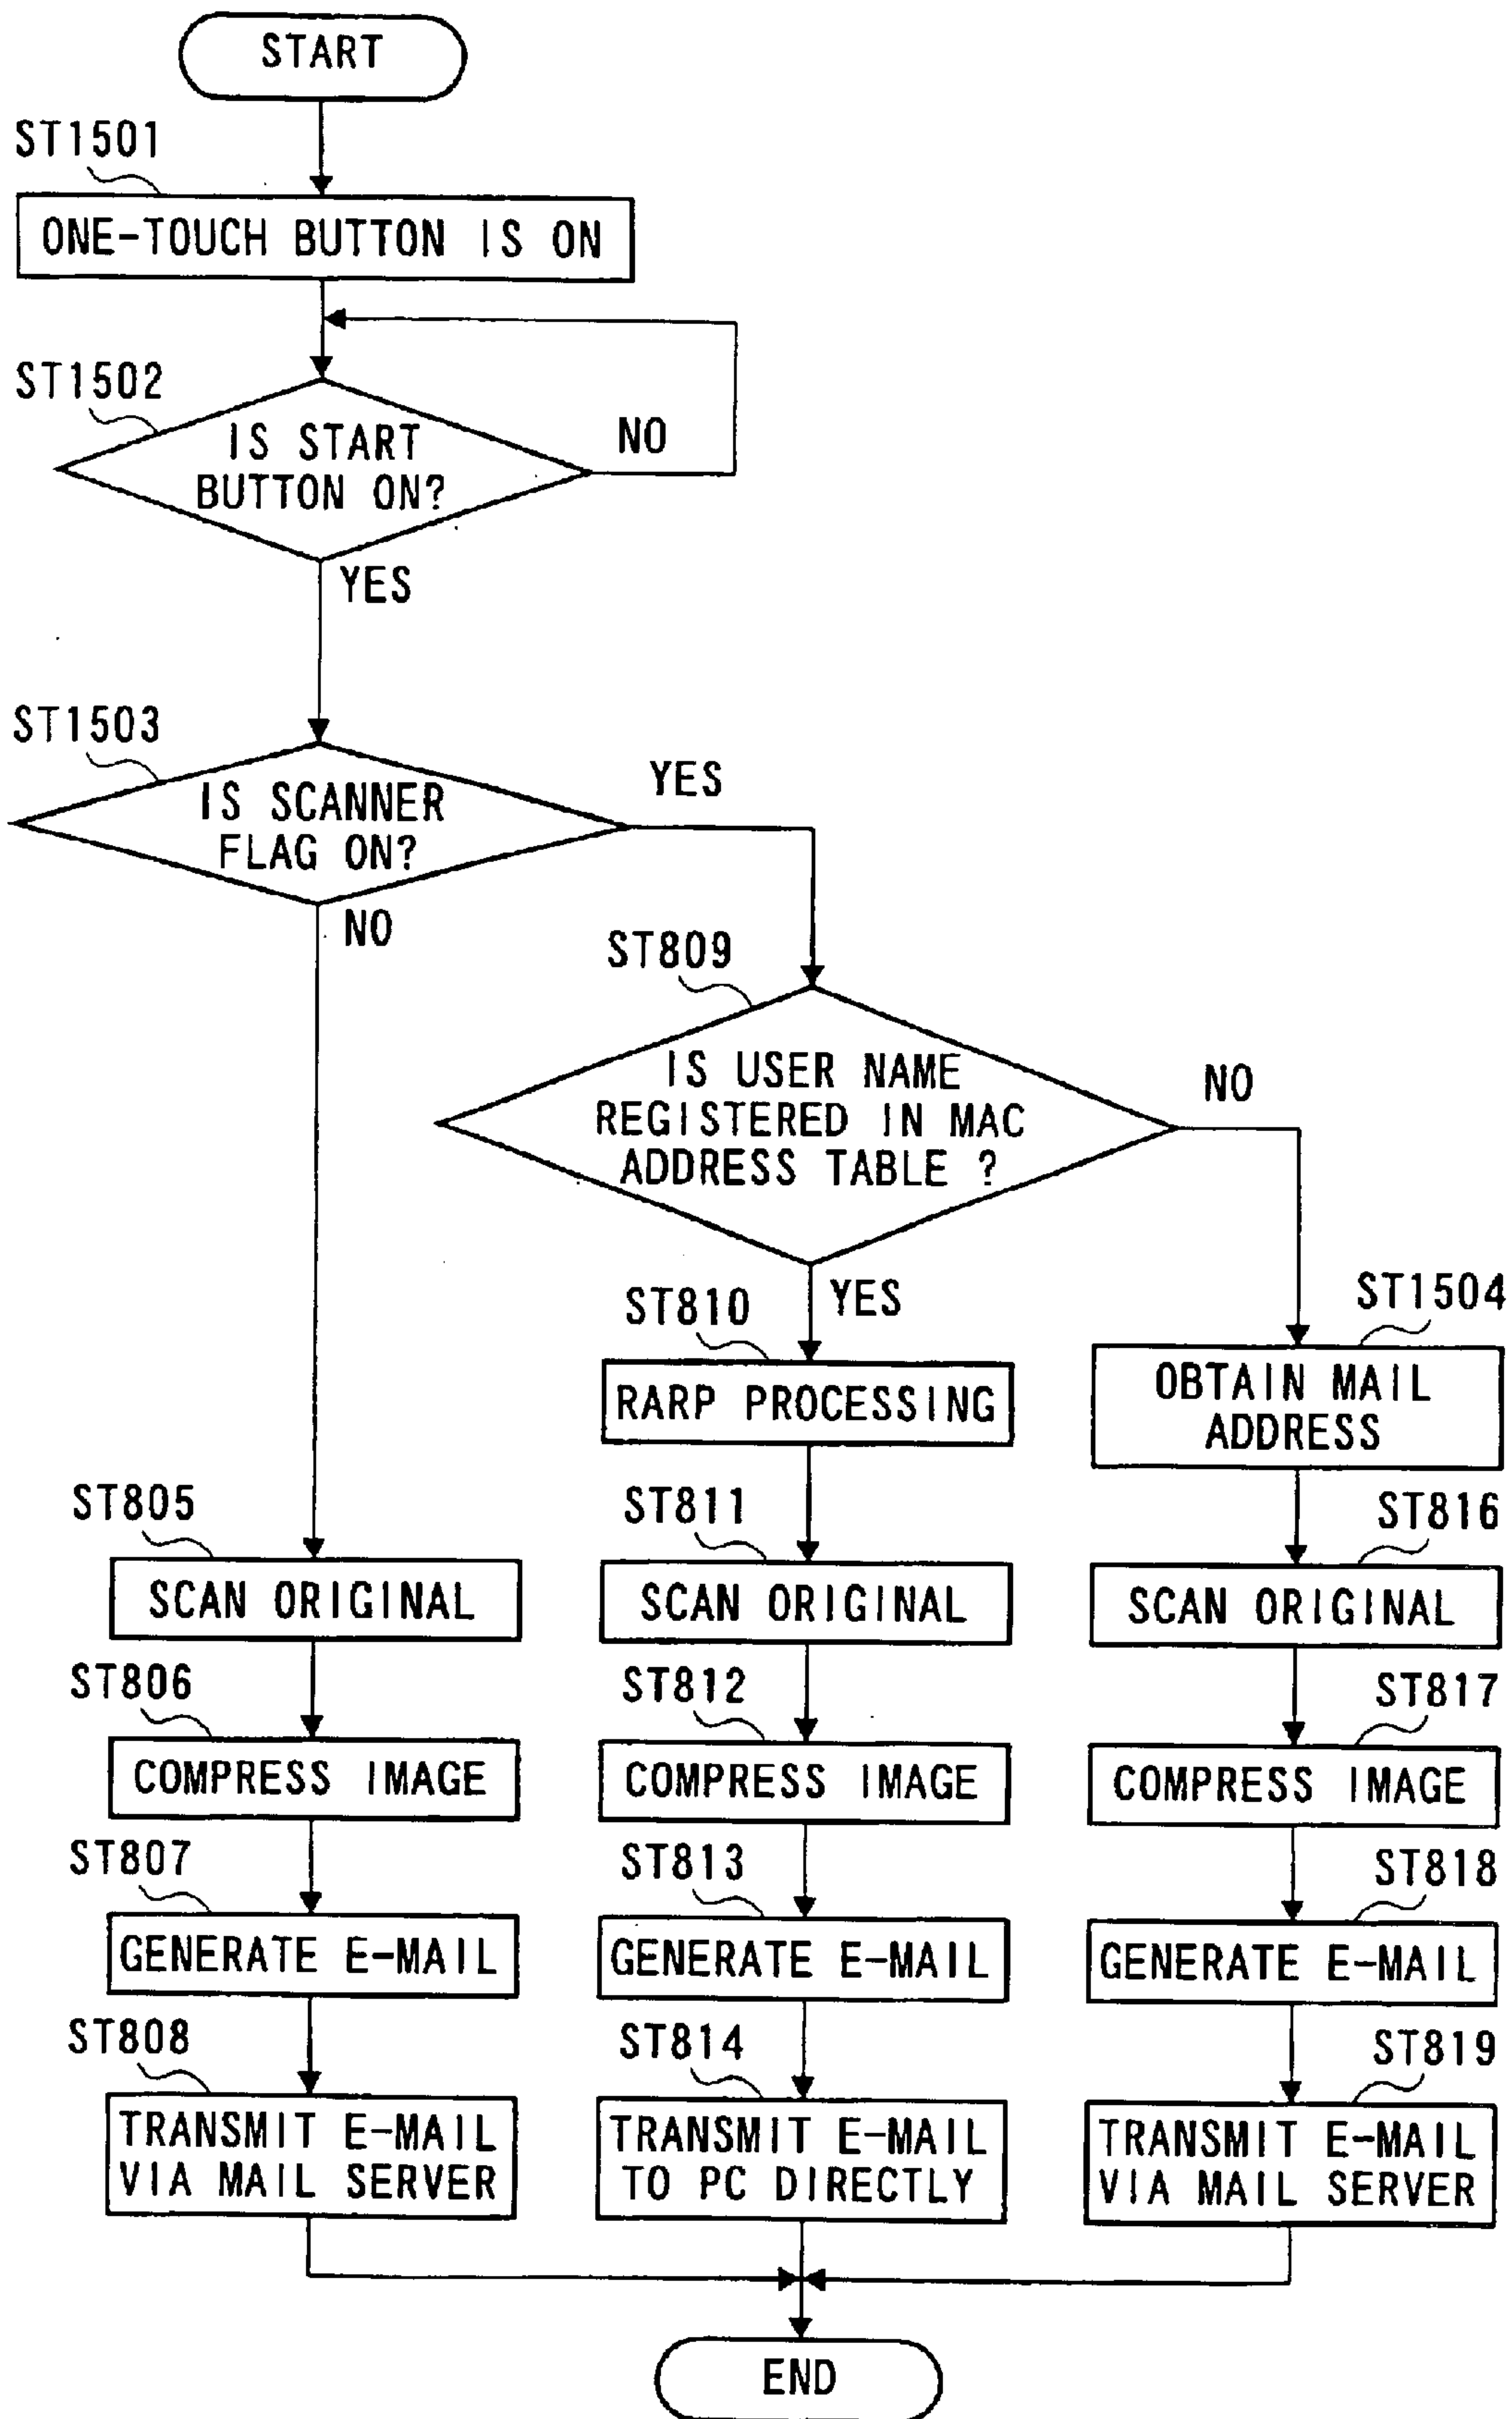 START
ST1501
ONE-TOUCH BUTTON IS ON
ST1502
IS START
BUTTON ON?
NO
YES
ST1503
IS SCANNER
FLAG ON?
YES
NO
ST809
IS USER NAME
REGISTERED IN MAC
ADDRESS TABLE ?
NO
YES
ST810
RARP PROCESSING
ST1504
OBTAIN MAIL
ADDRESS
ST805
SCAN ORIGINAL
ST811
SCAN ORIGINAL
ST816
SCAN ORIGINAL
ST806
COMPRESS IMAGE
ST812
COMPRESS IMAGE
ST817
COMPRESS IMAGE
ST807
GENERATE E-MAIL
ST813
GENERATE E-MAIL
ST818
GENERATE E-MAIL
ST808
TRANSMIT E-MAIL
VIA MAIL SERVER
ST814
TRANSMIT E-MAIL
TO PC DIRECTLY
ST819
TRANSMIT E-MAIL
VIA MAIL SERVER
END